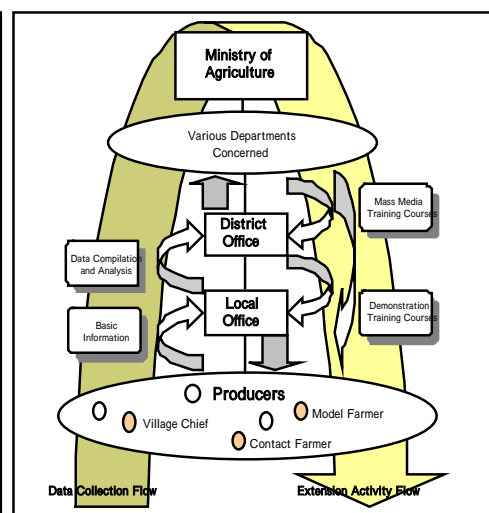 Ministry of
Agriculture
Various Departments
Concerned
Mass Media
Training Courses
District
Office
Data Compilation
and Analysis
Local
Office
Basic
Information
Demonstration
Training Courses
Producers
Village Chief
Model Farmer
Contact Farmer
Data Collection Flow
Extension Activity Flow